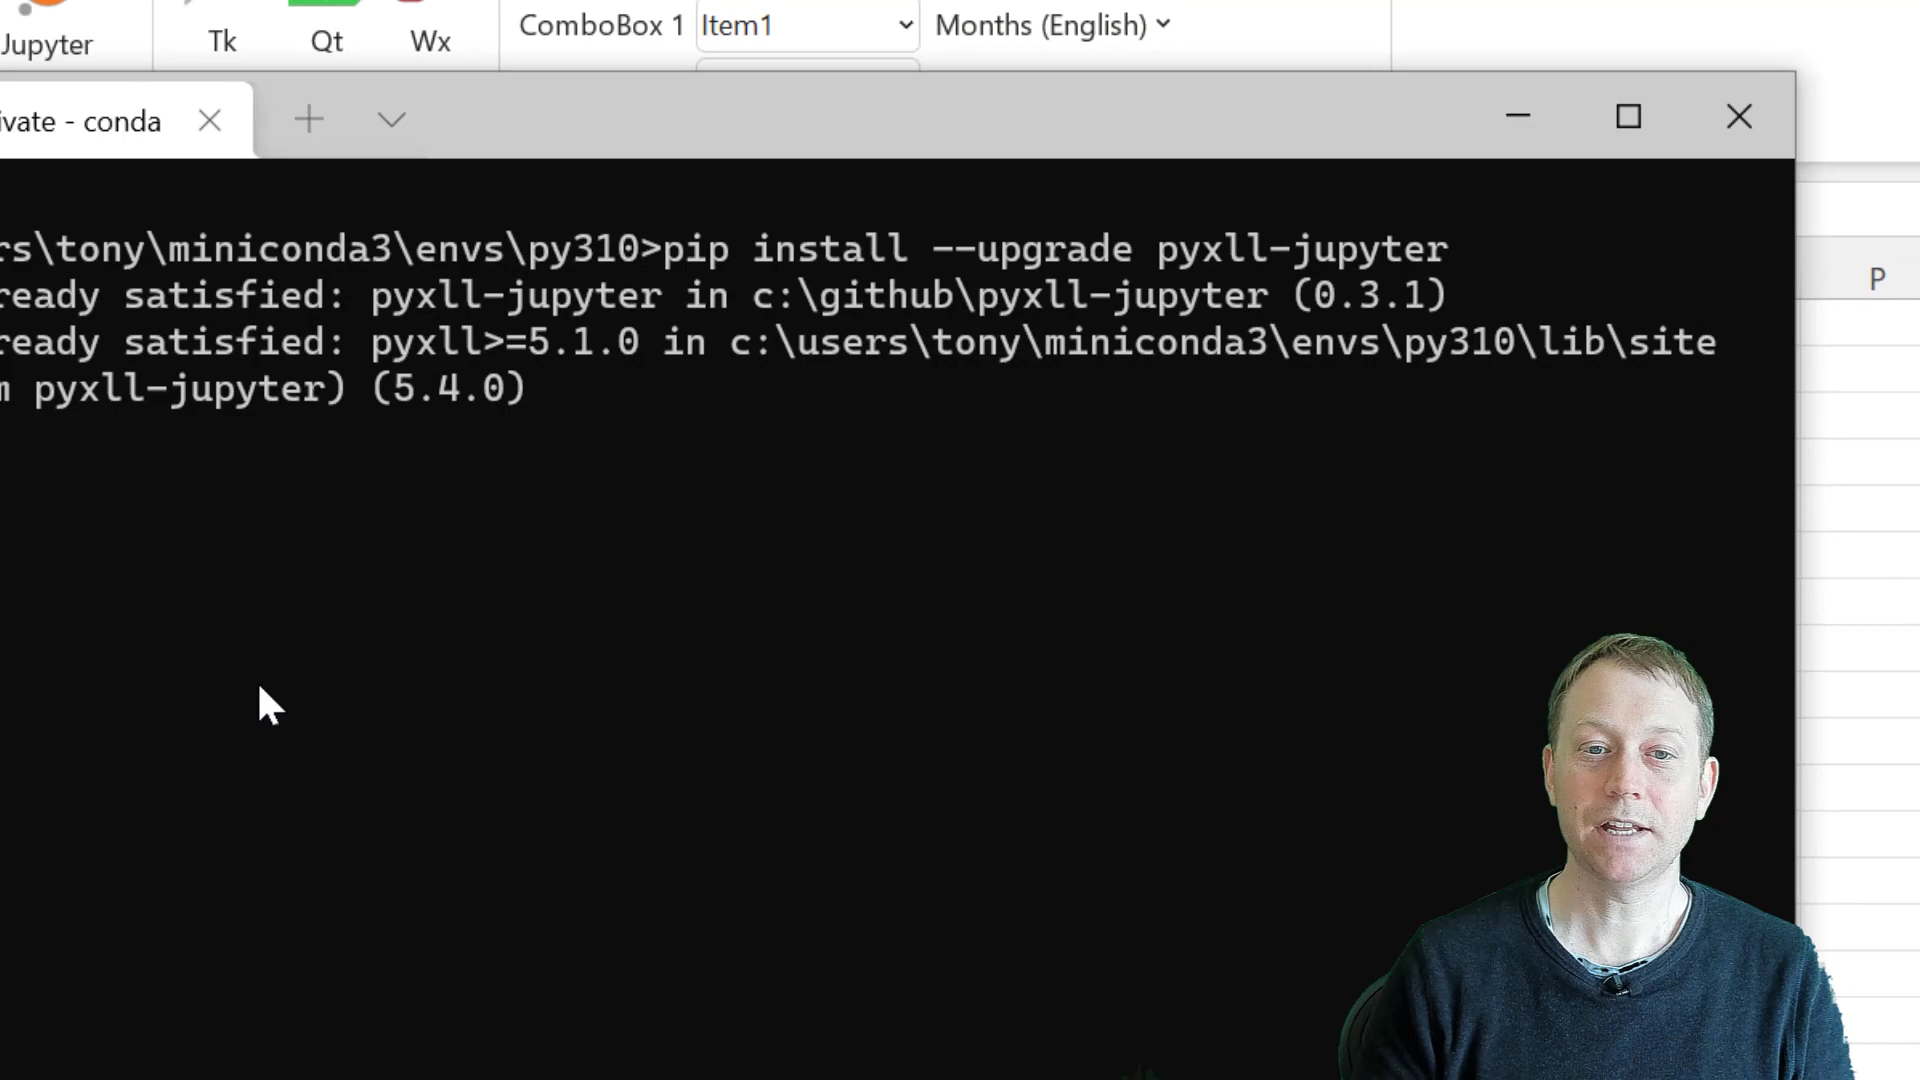 Jupyter
Tk
Qt
Wx
ComboBox 1
Item1
Months (English)
ivate - conda
rs\tony\miniconda3\envs\py310>pip install --upgrade pyxll-jupyter
ready satisfied: pyxll-jupyter in c:\github\pyxll-jupyter (0.3.1)
ready satisfied: pyxll>=5.1.0 in c:\users\tony\miniconda3\envs\py310\lib\site
m pyxll-jupyter) (5.4.0)
P